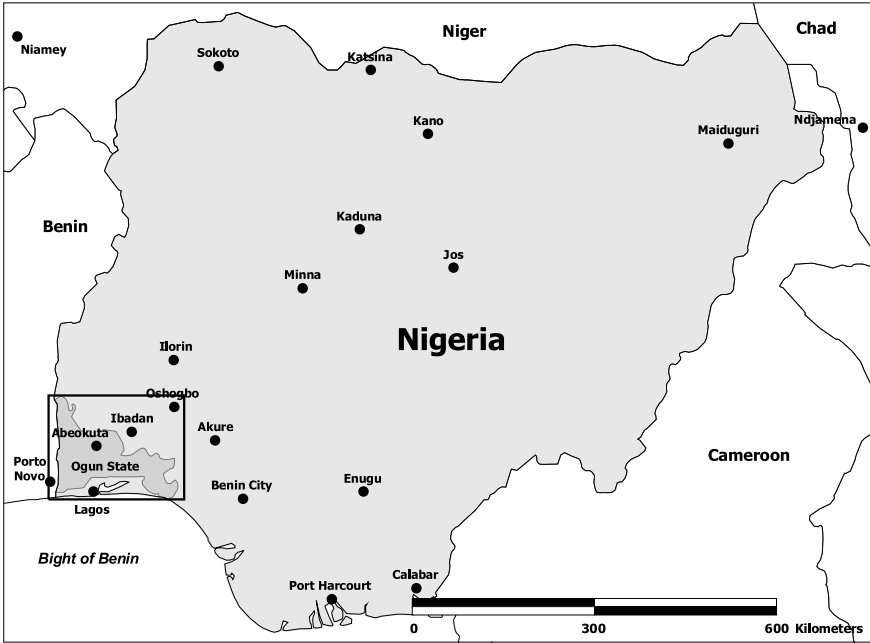 Niger
Chad
Niamey
Sokoto
Katsina
Kano
Ndjamena
Maiduguri
Benin
Kaduna
Jos
Minna
Nigeria
Ilorin
Oshogbo
Ibadan
Abeokuta
Akure
Porto
Novo
Ogun State
Cameroon
Benin City
Enugu
Lagos
Bight of Benin
Calabar
Port Harcourt
0 300 600 Kilometers